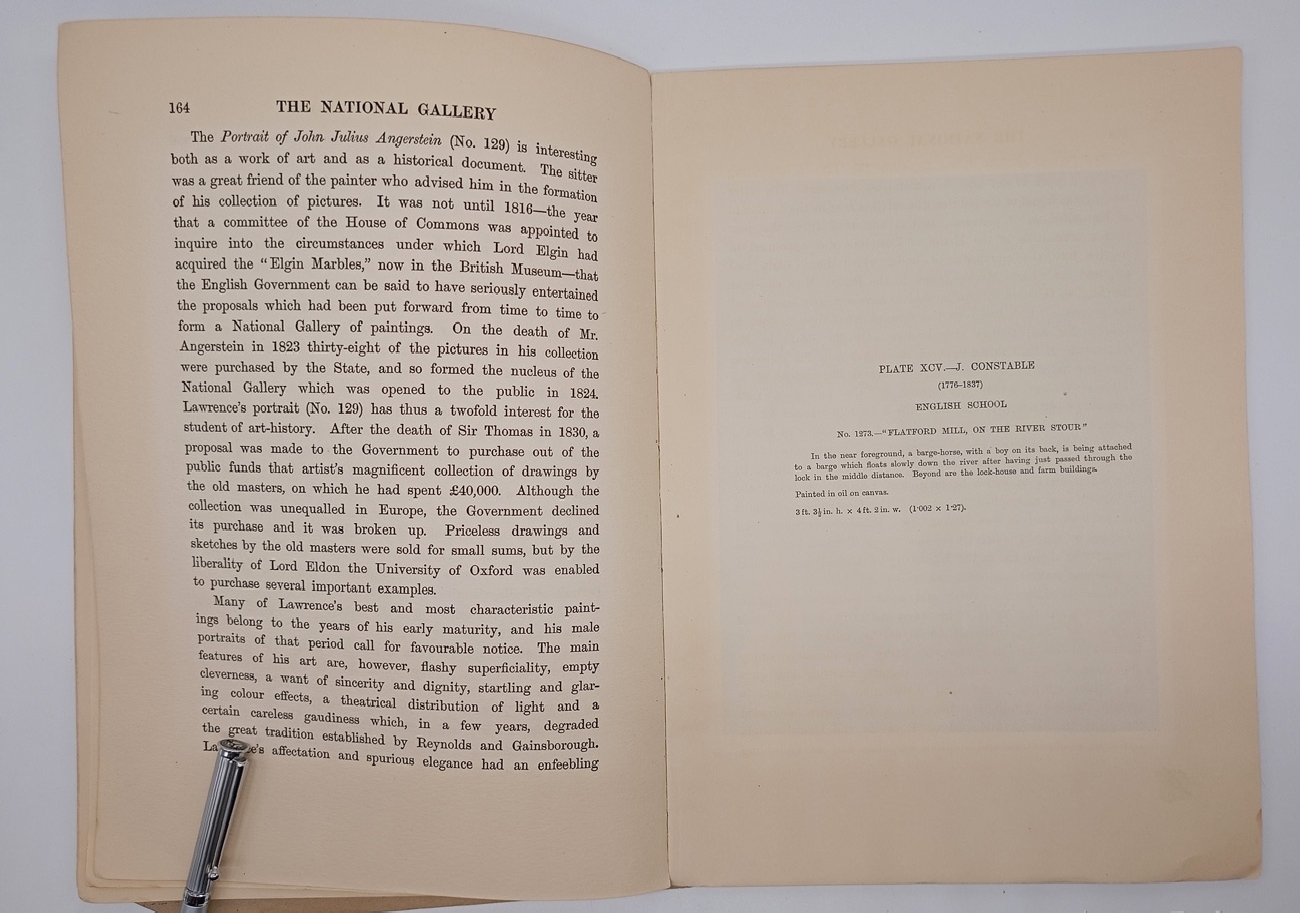 164 THE NATIONAL GALLERY
The Portrait of John Julius Angerstein (No. 129) is interesting
both as a work of art and as a historical document. The sitter
was a great friend of the painter who advised him in the formation
of his collection of pictures. It was not until 1816—the year
that a committee of the House of Commons was appointed to
inquire into the circumstances under which Lord Elgin had
acquired the “Elgin Marbles,” now in the British Museum—that
the English Government can be said to have seriously entertained
the proposals which had been put forward from time to time to
form a National Gallery of paintings. On the death of Mr.
Angerstein in 1823 thirty-eight of the pictures in his collection
were purchased by the State, and so formed the nucleus of the
National Gallery which was opened to the public in 1824.
Lawrence’s portrait (No. 129) has thus a twofold interest for the
student of art-history. After the death of Sir Thomas in 1830, a
proposal was made to the Government to purchase out of the
public funds that artist’s magnificent collection of drawings by
the old masters, on which he had spent £40,000. Although the
collection was unequalled in Europe, the Government declined
its purchase and it was broken up. Priceless drawings and
sketches by the old masters were sold for small sums, but by the
liberality of Lord Eldon the University of Oxford was enabled
to purchase several important examples.
Many of Lawrence’s best and most characteristic paint-
ings belong to the years of his early maturity, and his male
portraits of that period call for favourable notice. The main
features of his art are, however, flashy superficiality, empty
cleverness, a want of sincerity and dignity, startling and glar-
ing colour effects, a theatrical distribution of light and a
certain careless gaudiness which, in a few years, degraded
the great tradition established by Reynolds and Gainsborough.
affectation and spurious elegance had an enfeebling
PLATE XCV.—J. CONSTABLE
(1776–1837)
ENGLISH SCHOOL
No. 1273.—“FLATFORD MILL, ON THE RIVER STOUR”
In the near foreground, a barge-horse, with a boy on its back, is being attached
to a barge which floats slowly down the river after having just passed through the
lock in the middle distance. Beyond are the lock-house and farm buildings.
Painted in oil on canvas.
3 ft. 3½ in. h. × 4 ft. 2 in. w. (1·002 × 1·27).